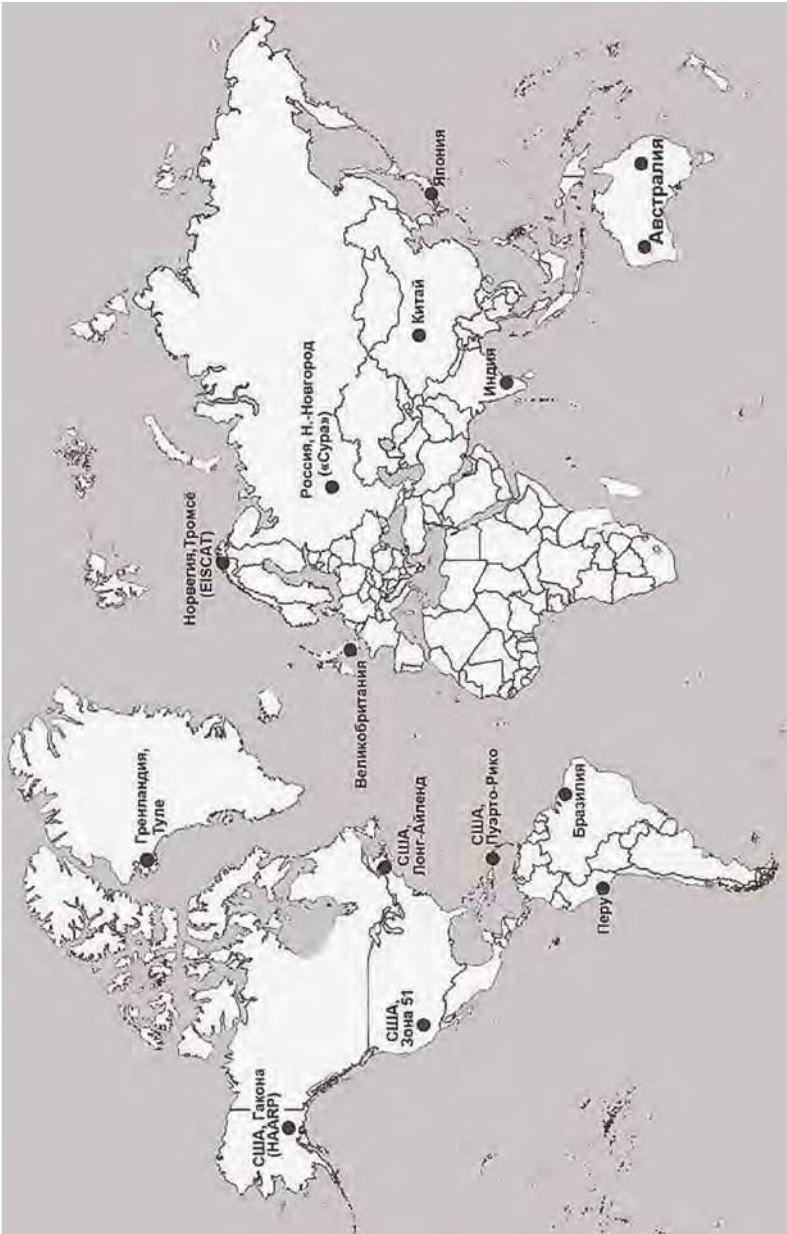 США, Гакона
(HAARP)
США,
Зона 51
Гренландия,
Туле
США,
Лонг-Айленд
США,
Пуэрто-Рико
Перу
Бразилия
Великобритания
Норвегия,Тромсё
(EISCAT)
Россия, Н.-Новгород
(«Сура»)
Индия
Китай
Япония
Австралия